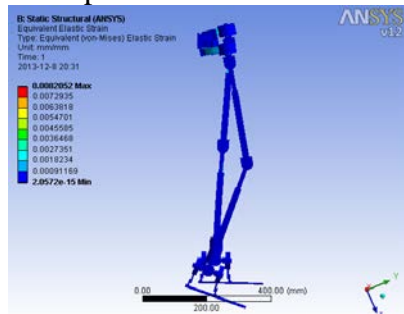 B: Static Structural (ANSYS)
Equivalent Elastic Strain
Type: Equivalent (von-Mises) Elastic Strain
Unit: mm/mm
Time: 1
2013-12-8 20:31
0.0082052 Max
0.0072935
0.0063818
0.0054701
0.0045585
0.0036468
0.0027351
0.0018234
0.00091169
2.0572e-15 Min
ANSYS
v12
0.00
400.00 (mm)
200.00
Y
X